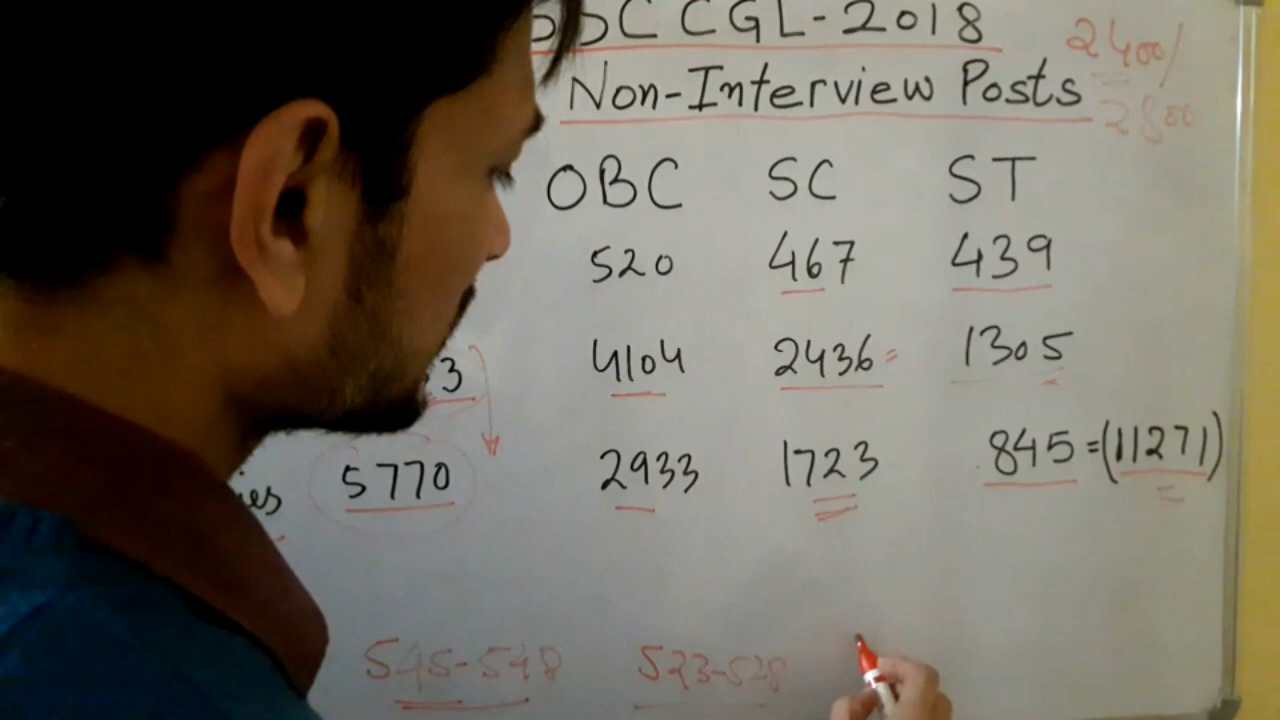 SSC CGL-2018
2400/
Non-Interview Posts
2800
OBC SC ST
520 467 439
3 4104 2436= 1305
ies 5770 2933 1723 845=(11271)
545-548 523-528